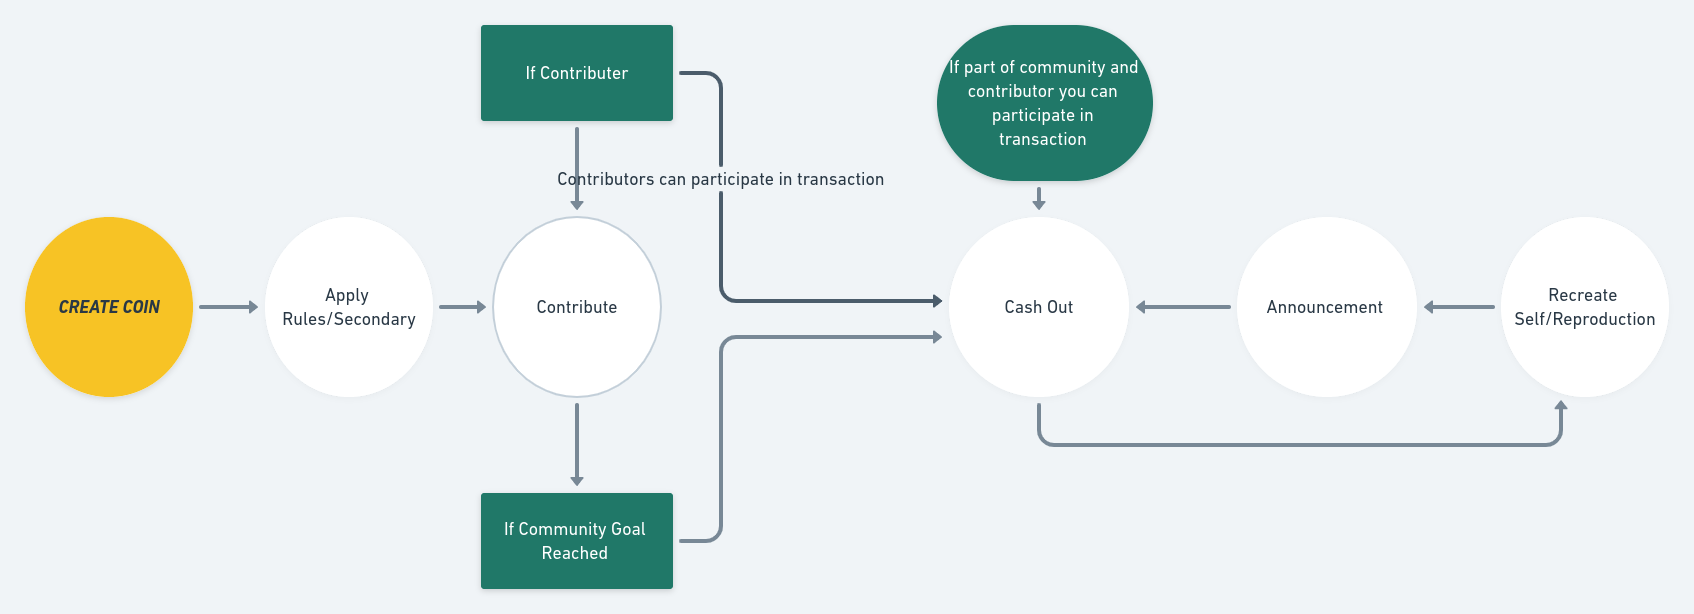 If Contributer
If part of community and
contributor you can
participate in
transaction
Contributors can participate in transaction
CREATE COIN
Apply
Rules/Secondary
Contribute
Cash Out
Announcement
Recreate
Self/Reproduction
If Community Goal
Reached